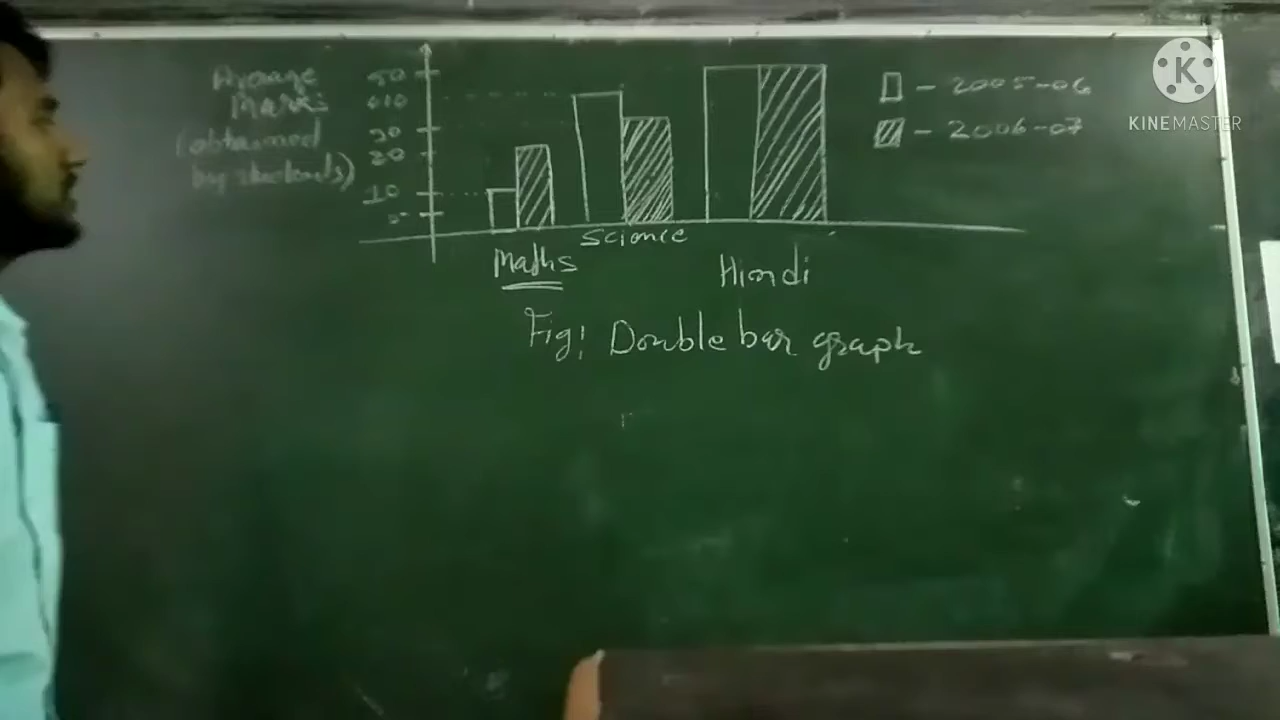 Average
Marks
(obtained
by students)
50
40
30
20
10
0
Maths
Science
Hindi
- 2005-06
- 2006-07
Fig: Double bar graph
K
KINEMASTER